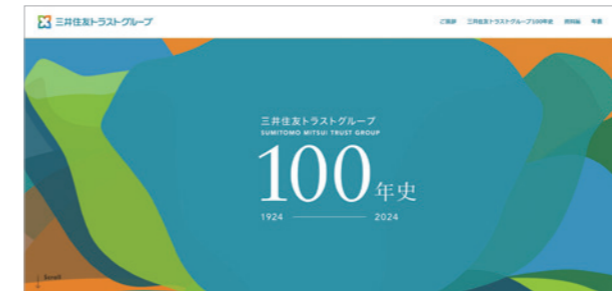 三井住友トラストグループ
ご挨拶 三井住友トラストグループ100年史 資料編 年表
三井住友トラストグループ
SUMITOMO MITSUI TRUST GROUP
100年史
1924 2024
Scroll